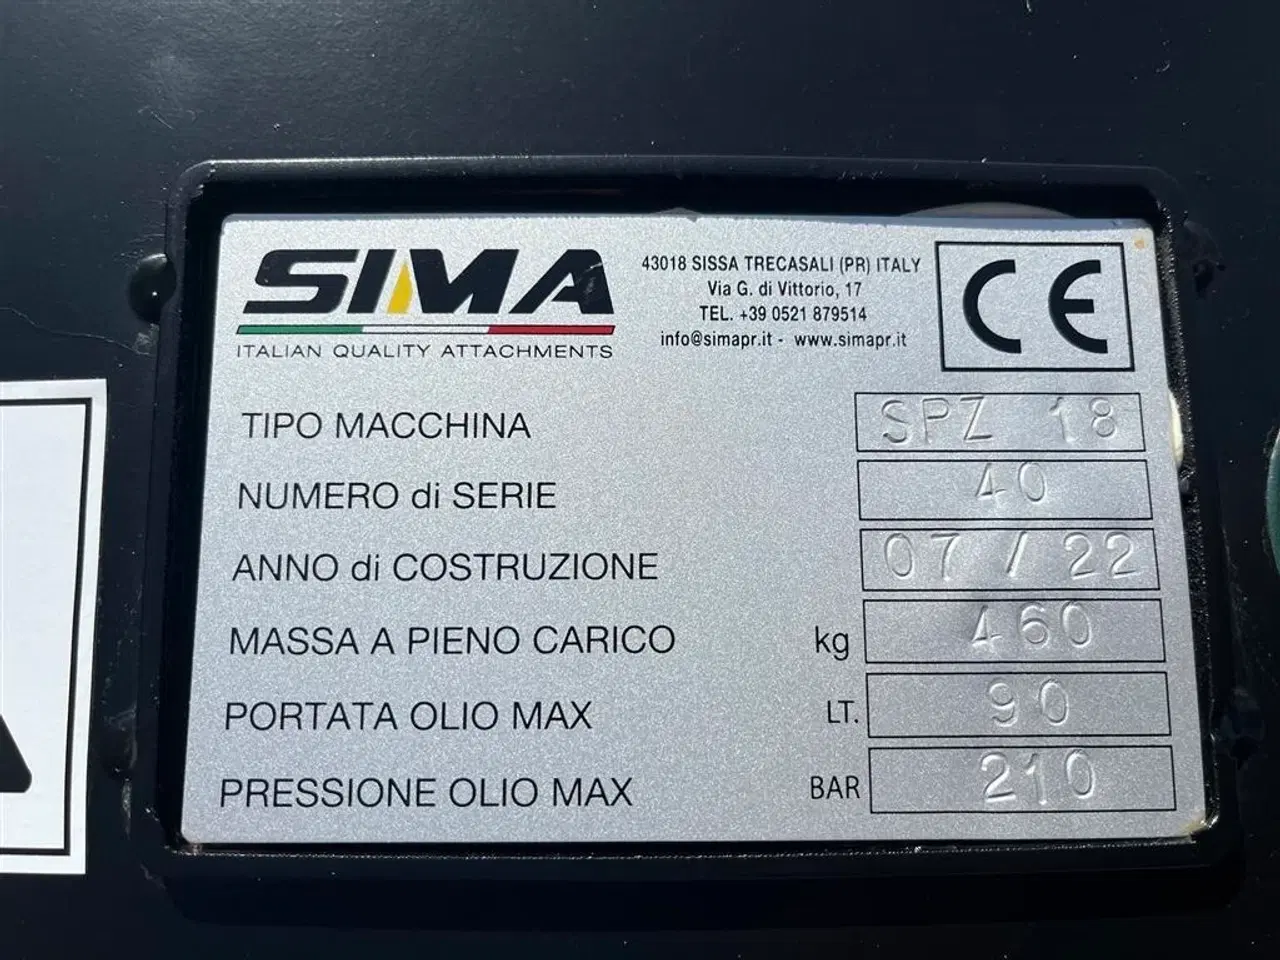 SIMA
ITALIAN QUALITY ATTACHMENTS
43018 SISSA TRECASALI (PR) ITALY
Via G. di Vittorio, 17
TEL. +39 0521 879514
info@simapr.it - www.simapr.it
CE
TIPO MACCHINA SPZ 18
NUMERO di SERIE 40
ANNO di COSTRUZIONE 07 / 22
MASSA A PIENO CARICO kg 460
PORTATA OLIO MAX LT. 90
PRESSIONE OLIO MAX BAR 210